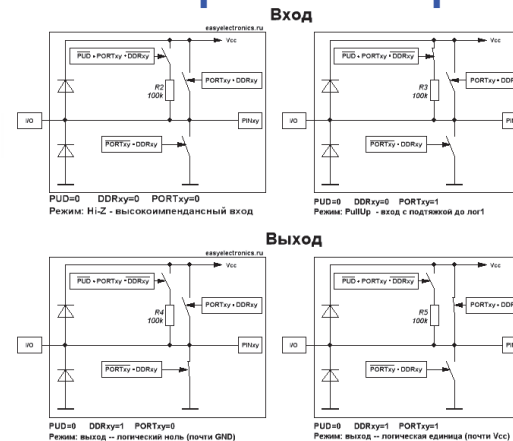 Вход
easyelectronics.ru
Vcc
PUD + PORTxy • DDRxy
R2
100k
PORTxy • DDRxy
I/O
PINxy
PORTxy • DDRxy
PUD=0 DDRxy=0 PORTxy=0
Режим: Hi-Z - высокоимпендансный вход
Vcc
PUD + PORTxy • DDRxy
R3
100k
I/O
PORTxy • DDRxy
PUD=0 DDRxy=0 PORTxy=1
Режим: PullUp - вход с подтяжкой до лог1
Выход
easyelectronics.ru
Vcc
PUD + PORTxy • DDRxy
R4
100k
PORTxy • DDRxy
I/O
PINxy
PORTxy • DDRxy
PUD=0 DDRxy=1 PORTxy=0
Режим: выход -- логический ноль (почти GND)
Vcc
PUD + PORTxy • DDRxy
R5
100k
I/O
PORTxy • DDRxy
PUD=0 DDRxy=1 PORTxy=1
Режим: выход -- логическая единица (почти Vcc)